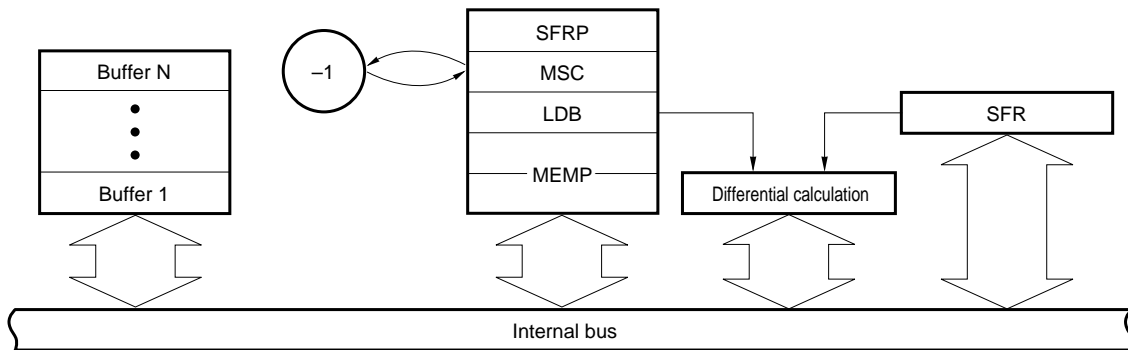 SFRP
Buffer N
–1
MSC
LDB
SFR
MEMP
Buffer 1
Differential calculation
Internal bus